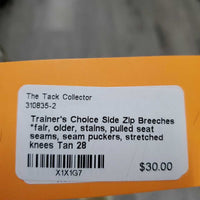 The Tack Collector
310835-2
Trainer's Choice Side Zip Breeches
*fair, older, stains, pulled seat
seams, seam puckers, stretched
knees Tan 28
$30.00
X1X1G7